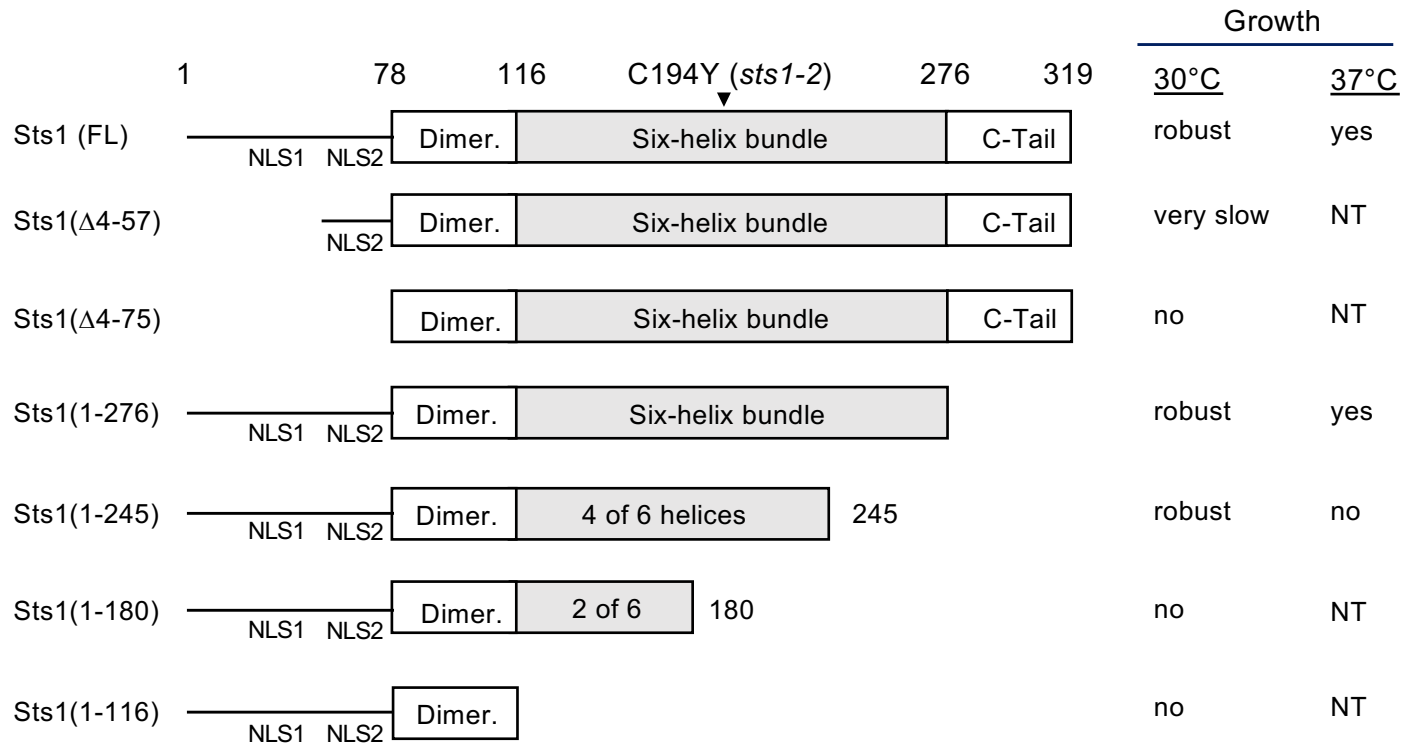 Growth
1 78 116 C194Y (sts1-2) 276 319 30°C 37°C
Sts1 (FL) Dimer. Six-helix bundle C-Tail robust yes
NLS1 NLS2
Sts1(Δ4-57) Dimer. Six-helix bundle C-Tail very slow NT
NLS2
Sts1(Δ4-75) Dimer. Six-helix bundle C-Tail no NT
Sts1(1-276) Dimer. Six-helix bundle robust yes
NLS1 NLS2
Sts1(1-245) Dimer. 4 of 6 helices 245 robust no
NLS1 NLS2
Sts1(1-180) Dimer. 2 of 6 180 no NT
NLS1 NLS2
Sts1(1-116) Dimer. no NT
NLS1 NLS2